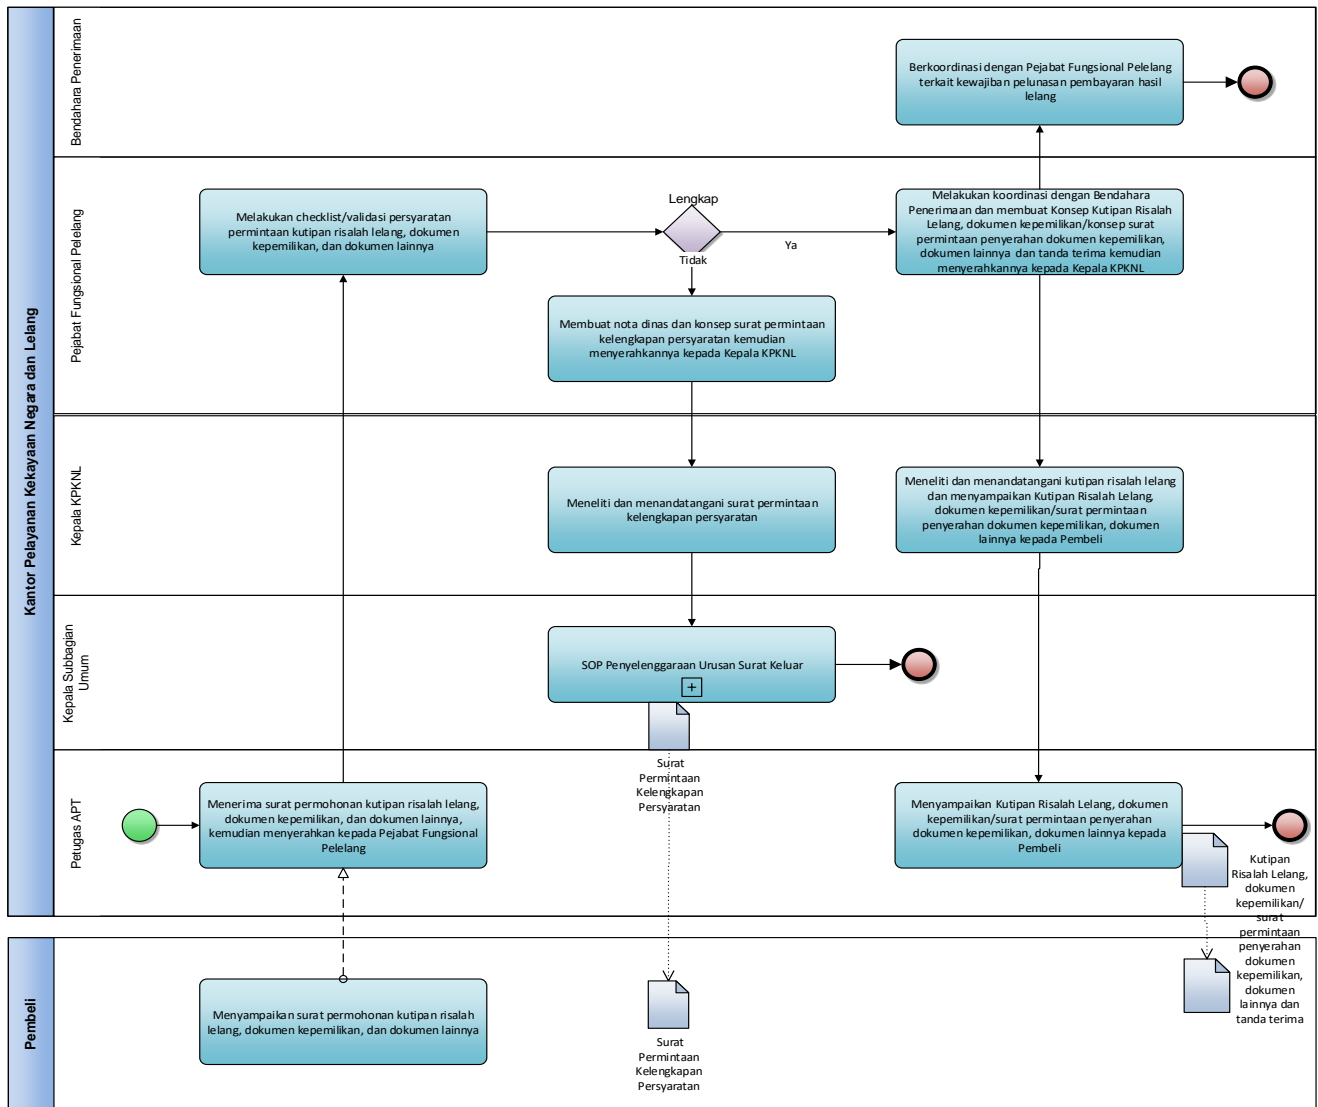 Kantor Pelayanan Kekayaan Negara dan Lelang
Bendahara Penerimaan
Berkoordinasi dengan Pejabat Fungsional Pelelang
terkait kewajiban pelunasan pembayaran hasil
lelang
Pejabat Fungsional Pelelang
Melakukan checklist/validasi persyaratan
permintaan kutipan risalah lelang, dokumen
kepemilikan, dan dokumen lainnya
Lengkap
Ya
Tidak
Melakukan koordinasi dengan Bendahara
Penerimaan dan membuat Konsep Kutipan Risalah
Lelang, dokumen kepemilikan/konsep surat
permintaan penyerahan dokumen kepemilikan,
dokumen lainnya dan tanda terima kemudian
menyerahkannya kepada Kepala KPKNL
Membuat nota dinas dan konsep surat permintaan
kelengkapan persyaratan kemudian
menyerahkannya kepada Kepala KPKNL
Kepala KPKNL
Meneliti dan menandatangani surat permintaan
kelengkapan persyaratan
Meneliti dan menandatangani kutipan risalah lelang
dan menyampaikan Kutipan Risalah Lelang,
dokumen kepemilikan/surat permintaan
penyerahan dokumen kepemilikan, dokumen
lainnya kepada Pembeli
Kepala Subbagian
Umum
SOP Penyelenggaraan Urusan Surat Keluar
Surat
Permintaan
Kelengkapan
Persyaratan
Petugas APT
Menerima surat permohonan kutipan risalah lelang,
dokumen kepemilikan, dan dokumen lainnya,
kemudian menyerahkan kepada Pejabat Fungsional
Pelelang
Menyampaikan Kutipan Risalah Lelang, dokumen
kepemilikan/surat permintaan penyerahan
dokumen kepemilikan, dokumen lainnya kepada
Pembeli
Kutipan
Risalah Lelang,
dokumen
kepemilikan/
surat
permintaan
penyerahan
dokumen
kepemilikan,
dokumen
lainnya dan
tanda terima
Pembeli
Menyampaikan surat permohonan kutipan risalah
lelang, dokumen kepemilikan, dan dokumen lainnya
Surat
Permintaan
Kelengkapan
Persyaratan